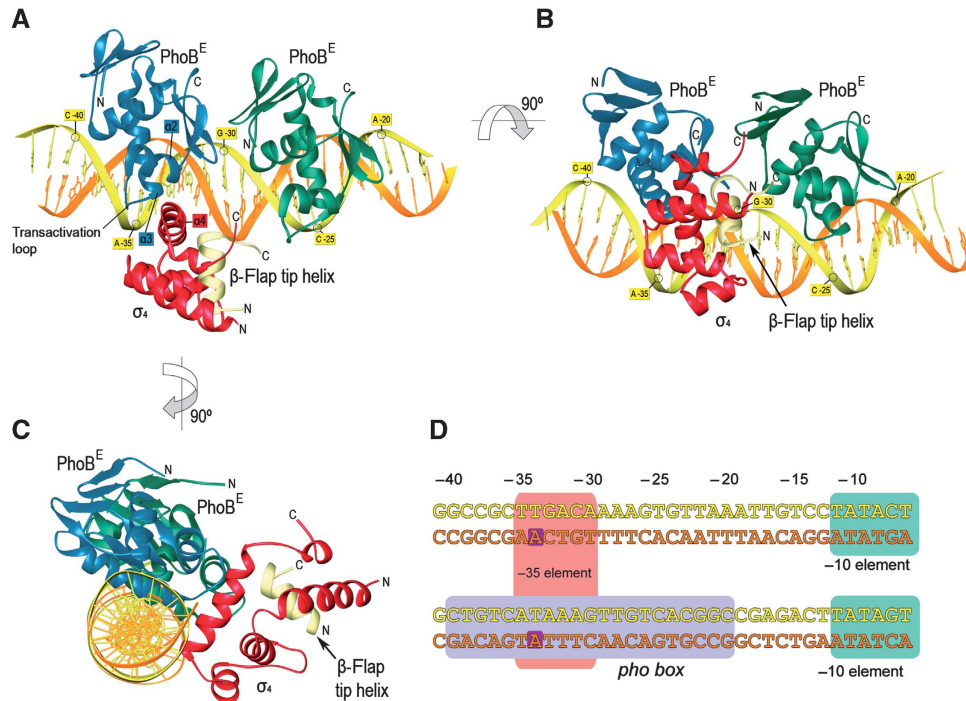 A
PhoB^E
PhoB^E
N
C
N
C
C -40
α2
G -30
A -20
Transactivation
loop
A -35
α3
α4
C
C
C -25
β-Flap tip helix
σ4
N
N
90º
B
PhoB^E
PhoB^E
N
N
C
C
C
C -40
N
C
G -30
A -20
N
A -35
C -25
σ4
β-Flap tip helix
90º
C
PhoB^E
N
N
PhoB^E
C
C
N
N
σ4
β-Flap
tip helix
D
–40 –35 –30 –25 –20 –15 –10
GGCCGCTTGACAAAAGTGTTAAATTGTCCTATACT
CCGGCGAACTGTTTTCACAATTTAACAGGATATGA
–35 element
–10 element
GCTGTCATAAAGTTGTCACGGCCGAGACTTATAGT
CGACAGTATTTCAACAGTGCCGGCTCTGAATATCA
pho box
–10 element